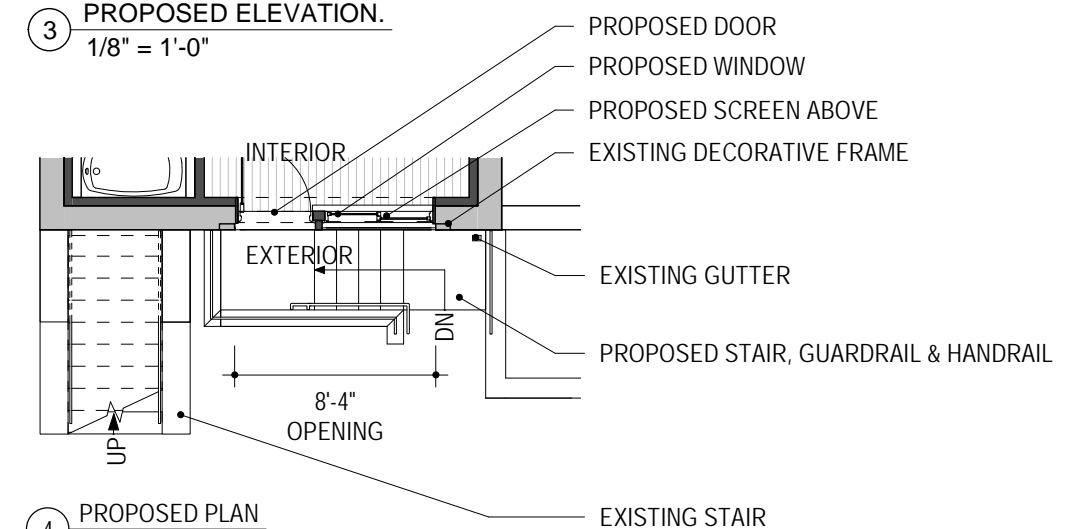 3
PROPOSED ELEVATION.
1/8" = 1'-0"
PROPOSED DOOR
PROPOSED WINDOW
PROPOSED SCREEN ABOVE
EXISTING DECORATIVE FRAME
INTERIOR
EXTERIOR
EXISTING GUTTER
DN
PROPOSED STAIR, GUARDRAIL & HANDRAIL
8'-4"
OPENING
UP
EXISTING STAIR
4
PROPOSED PLAN